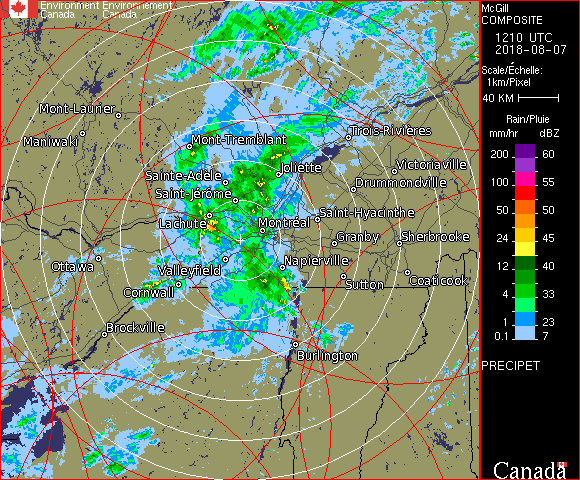 Environment Environnement
Canada Canada
McGill
COMPOSITE
1210 UTC
2018-08-07
Scale/Échelle:
1km/Pixel
40 KM
Rain/Pluie
mm/hr dBZ
200 60
100 55
50 50
24 45
12 40
4 33
1 23
0.1 7
PRECIPET
Canada
Mont-Laurier
Maniwaki
Mont-Tremblant
Trois-Rivières
Joliette
Victoriaville
Sainte-Adèle
Drummondville
Saint-Jérôme
Saint-Hyacinthe
Lachute
Montréal
Granby
Sherbrooke
Ottawa
Valleyfield
Napierville
Sutton
Coaticook
Cornwall
Brockville
Burlington